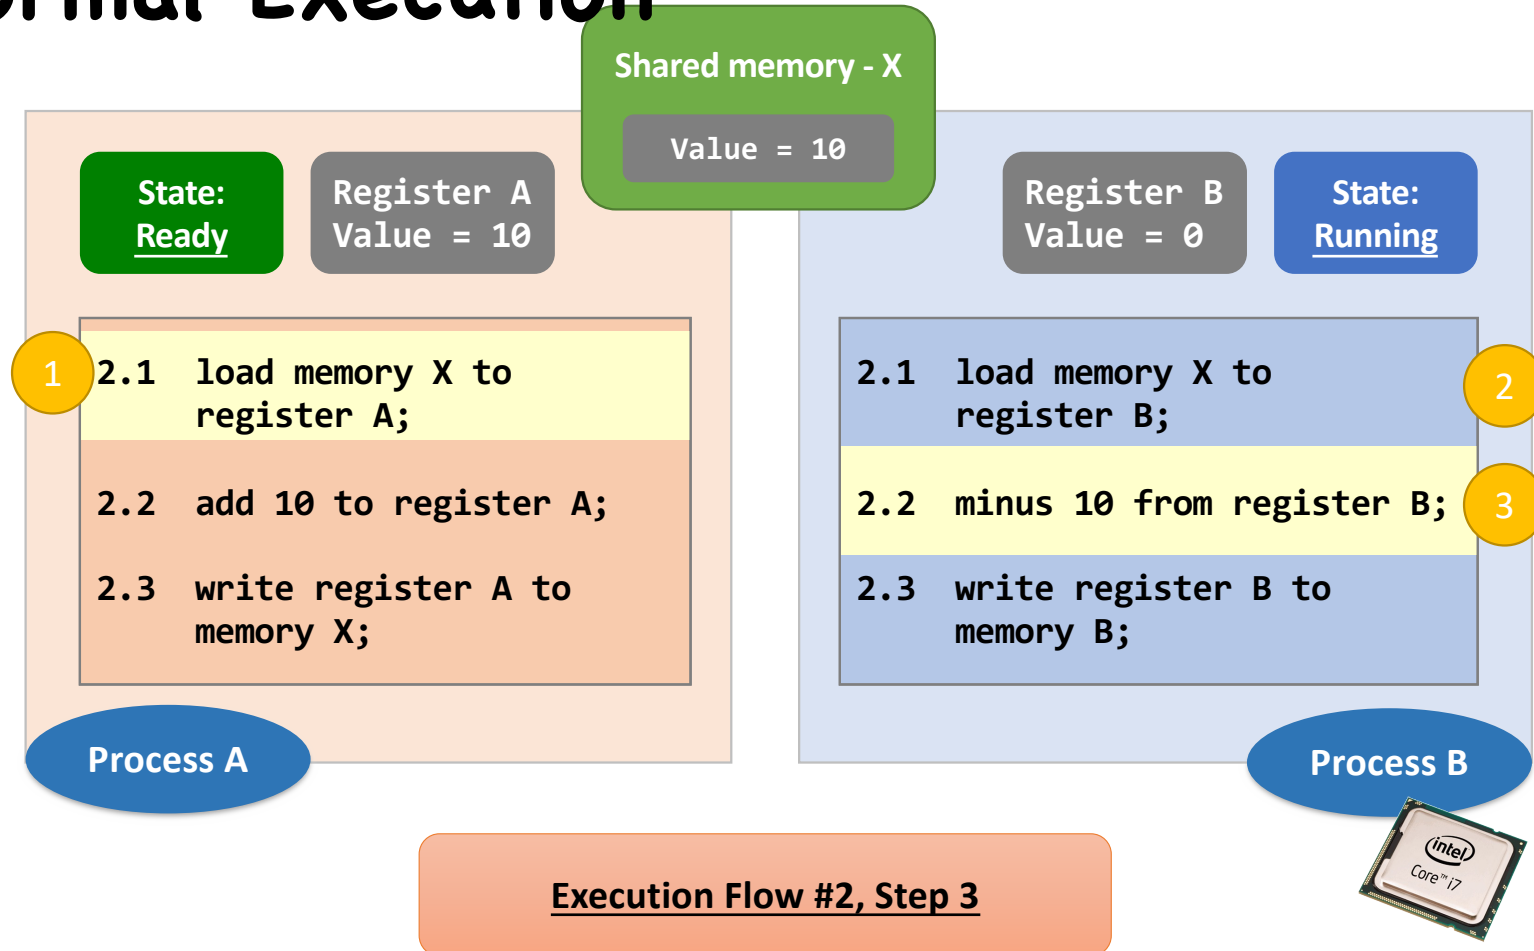 ormal Execution
Shared memory - X
Value = 10
State:
Ready
Register A
Value = 10
Register B
Value = 0
State:
Running
1
2.1 load memory X to
register A;
2.2 add 10 to register A;
2.3 write register A to
memory X;
2.1 load memory X to
register B;
2
2.2 minus 10 from register B;
3
2.3 write register B to
memory B;
Process A
Process B
Execution Flow #2, Step 3
intel
Core™ i7